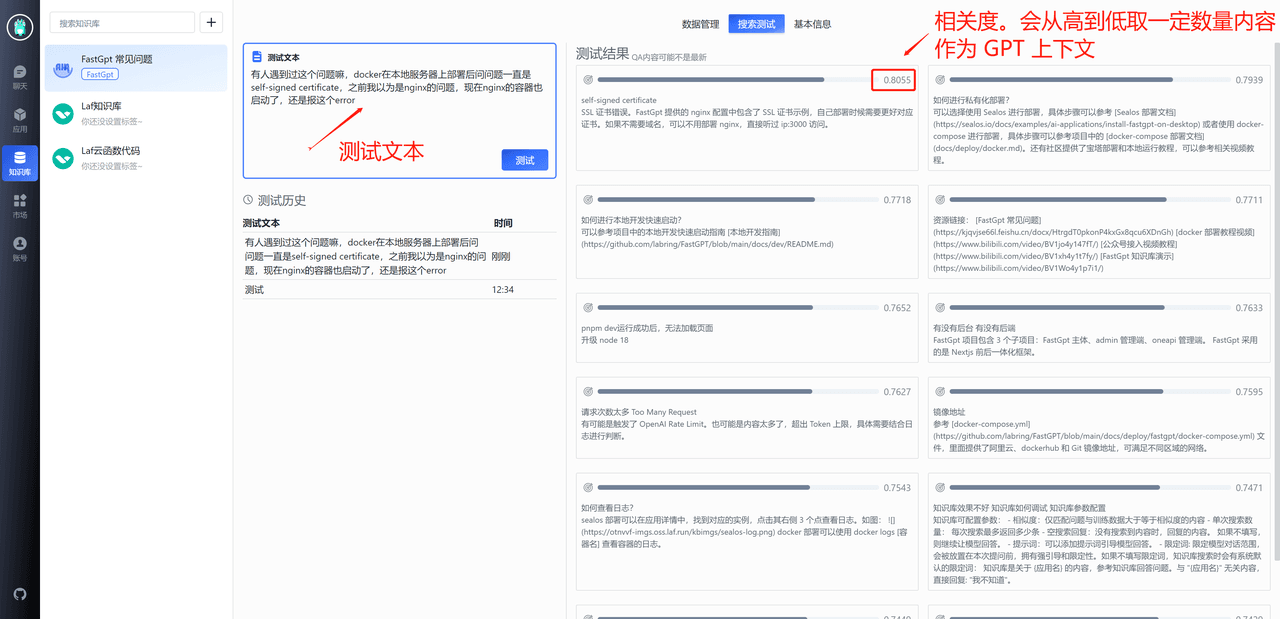 搜索知识库
+
FastGpt 常见问题
FastGpt
Laf知识库
你还没设置标签~
Laf云函数代码
你还没设置标签~
聊天
应用
知识库
市场
账号
测试文本
有人遇到过这个问题嘛，docker在本地服务器上部署后问问题一直是
self-signed certificate，之前我以为是nginx的问题，现在nginx的容器也
启动了，还是报这个error
测试文本
测试
测试历史
测试文本 时间
有人遇到过这个问题嘛，docker在本地服务器上部署后问
问题一直是self-signed certificate，之前我以为是nginx的问
题，现在nginx的容器也启动了，还是报这个error
刚刚
测试 12:34
数据管理 搜索测试 基本信息
相关度。会从高到低取一定数量内容
作为 GPT 上下文
测试结果 QA内容可能不是最新
0.8055
self-signed certificate
SSL 证书错误。FastGpt 提供的 nginx 配置中包含了 SSL 证书示例，自己部署时候需要更好对应
证书。如果不需要域名，可以不用部署 nginx，直接听过 ip:3000 访问。
0.7939
如何进行私有化部署？
可以选择使用 Sealos 进行部署，具体步骤可以参考 [Sealos 部署文档]
(https://sealos.io/docs/examples/ai-applications/install-fastgpt-on-desktop) 或者使用 docker-
compose 进行部署，具体步骤可以参考项目中的 [docker-compose 部署文档]
(docs/deploy/docker.md)。还有社区提供了宝塔部署和本地运行教程，可以参考相关视频教
程。
0.7718
如何进行本地开发快速启动？
可以参考项目中的本地开发快速启动指南 [本地开发指南]
(https://github.com/labring/FastGPT/blob/main/docs/dev/README.md)
0.7711
资源链接： [FastGpt 常见问题]
(https://kjqvjse66l.feishu.cn/docx/HtrgdT0pkonP4kxGx8qcu6XDnGh) [docker 部署教程视频]
(https://www.bilibili.com/video/BV1jo4y147fT/) [公众号接入视频教程]
(https://www.bilibili.com/video/BV1xh4y1t7fy/) [FastGpt 知识库演示]
(https://www.bilibili.com/video/BV1Wo4y1p7i1/)
0.7652
pnpm dev运行成功后，无法加载页面
升级 node 18
0.7633
有没有后台 有没有后端
FastGpt 项目包含 3 个子项目：FastGpt 主体、admin 管理端、oneapi 管理端。 FastGpt 采用
的是 Nextjs 前后一体化框架。
0.7627
请求次数太多 Too Many Request
有可能是触发了 OpenAI Rate Limit。也可能是内容太多了，超出 Token 上限，具体需要结合日
志进行判断。
0.7595
镜像地址
参考 [docker-compose.yml]
(https://github.com/labring/FastGPT/blob/main/docs/deploy/fastgpt/docker-compose.yml) 文
件，里面提供了阿里云、dockerhub 和 Git 镜像地址，可满足不同区域的网络。
0.7543
如何查看日志？
sealos 部署可以在应用详情中，找到对应的实例，点击其右侧 3 个点查看日志。如图： ![]
(https://otnvvf-imgs.oss.laf.run/kbimgs/sealos-log.png) docker 部署可以使用 docker logs [容
器名] 查看容器的日志。
0.7471
知识库效果不好 知识库如何调试 知识库参数配置
知识库可配置参数： - 相似度：仅匹配问题与训练数据大于等于相似度的内容 - 单次搜索数
量： 每次搜索最多返回多少条 - 空搜索回复：没有搜索到内容时，回复的内容。 如果不填写，
则继续让模型回答。 - 提示词：可以添加提示词引导模型回答。 - 限定词: 限定模型对话范围，
会被放置在本次提问前，拥有强引导和限定性。如果不填写限定词，知识库搜索时会有系统默
认的限定词： 知识库是关于 {应用名} 的内容，参考知识库回答问题。与 "{应用名}" 无关内容，
直接回复: "我不知道"。